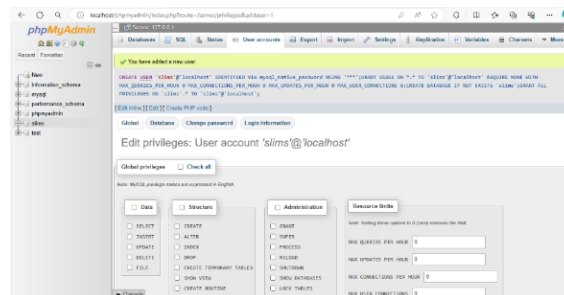 localhost/phpmyadmin/index.php?route=/server/privileges&adduser=1
phpMyAdmin
Server: 127.0.0.1
Databases SQL Status User accounts Export Import Settings Replication Variables Charsets More
Recent Favorites
You have added a new user
New
information_schema
mysql
performance_schema
phpmyadmin
slims
test
CREATE USER 'slims'@'localhost' IDENTIFIED VIA mysql_native_password USING '***';GRANT USAGE ON *.* TO 'slims'@'localhost' REQUIRE NONE WITH
MAX_QUERIES_PER_HOUR 0 MAX_CONNECTIONS_PER_HOUR 0 MAX_UPDATES_PER_HOUR 0 MAX_USER_CONNECTIONS 0;CREATE DATABASE IF NOT EXISTS `slims`;GRANT ALL
PRIVILEGES ON `slims`.* TO 'slims'@'localhost';
[ Edit inline ] [ Edit ] [ Create PHP code ]
Global Database Change password Login Information
Edit privileges: User account 'slims'@'localhost'
Global privileges Check all
Note: MySQL privilege names are expressed in English.
Data Structure Administration Resource limits
Note: Setting these options to 0 (zero) removes the limit.
SELECT
INSERT
UPDATE
DELETE
FILE
CREATE
ALTER
INDEX
DROP
CREATE TEMPORARY TABLES
SHOW VIEW
CREATE ROUTINE
GRANT
SUPER
PROCESS
RELOAD
SHUTDOWN
SHOW DATABASES
LOCK TABLES
MAX QUERIES PER HOUR 0
MAX UPDATES PER HOUR 0
MAX CONNECTIONS PER HOUR 0
MAX USER CONNECTIONS 0
Console